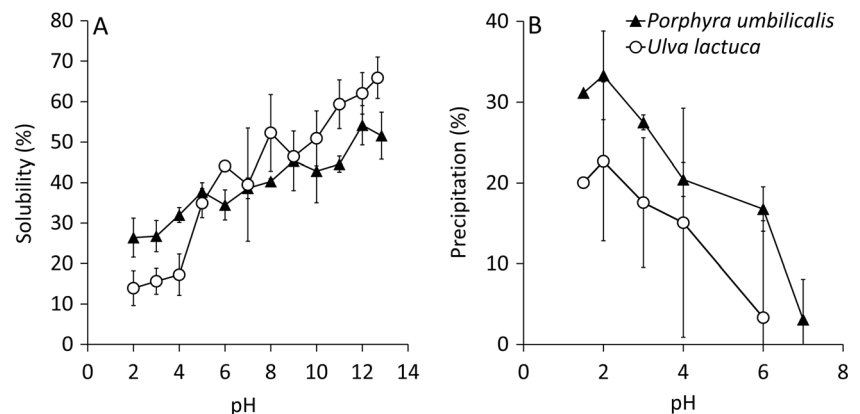 A
Solubility (%)
80
70
60
50
40
30
20
10
0
0 2 4 6 8 10 12 14
pH
B
Porphyra umbilicalis
Ulva lactuca
Precipitation (%)
40
30
20
10
0
0 2 4 6 8
pH